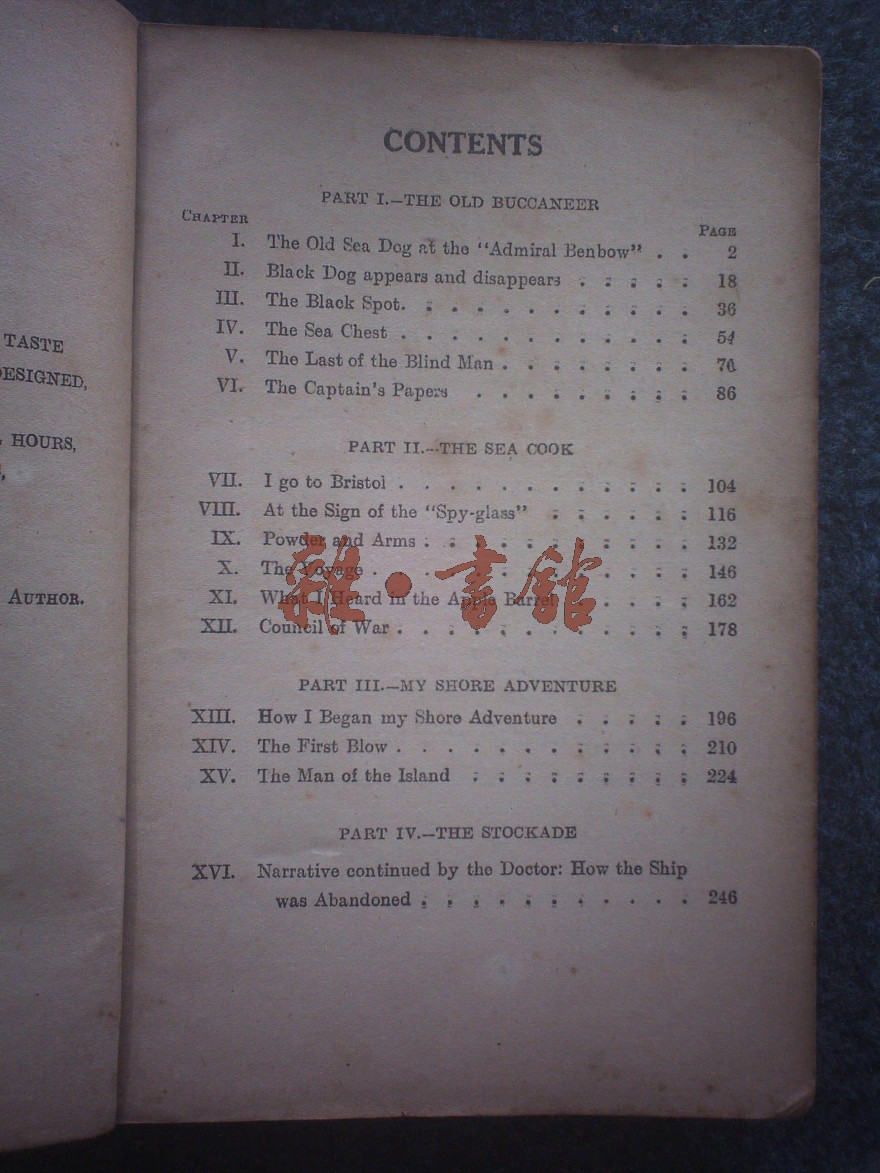 TASTE
DESIGNED,
HOURS,
AUTHOR.
CONTENTS
PART I.—THE OLD BUCCANEER
CHAPTER
PAGE
I. The Old Sea Dog at the "Admiral Benbow" . . 2
II. Black Dog appears and disappears . . . . . 18
III. The Black Spot. . . . . . . . . . . . 36
IV. The Sea Chest . . . . . . . . . . . . 54
V. The Last of the Blind Man . . . . . . . . 70
VI. The Captain's Papers . . . . . . . . . 86
PART II.—THE SEA COOK
VII. I go to Bristol . . . . . . . . . . . . 104
VIII. At the Sign of the "Spy-glass" . . . . . . 116
IX. Powder and Arms . . . . . . . . . . . 132
X. The Voyage . . . . . . . . . . . . . 146
XI. What I Heard in the Apple Barrel . . . . . 162
XII. Council of War . . . . . . . . . . . . 178
雜·書館
PART III.—MY SHORE ADVENTURE
XIII. How I Began my Shore Adventure . . . . . 196
XIV. The First Blow . . . . . . . . . . . . 210
XV. The Man of the Island . . . . . . . . . 224
PART IV.—THE STOCKADE
XVI. Narrative continued by the Doctor: How the Ship
was Abandoned . . . . . . . . . . . 246